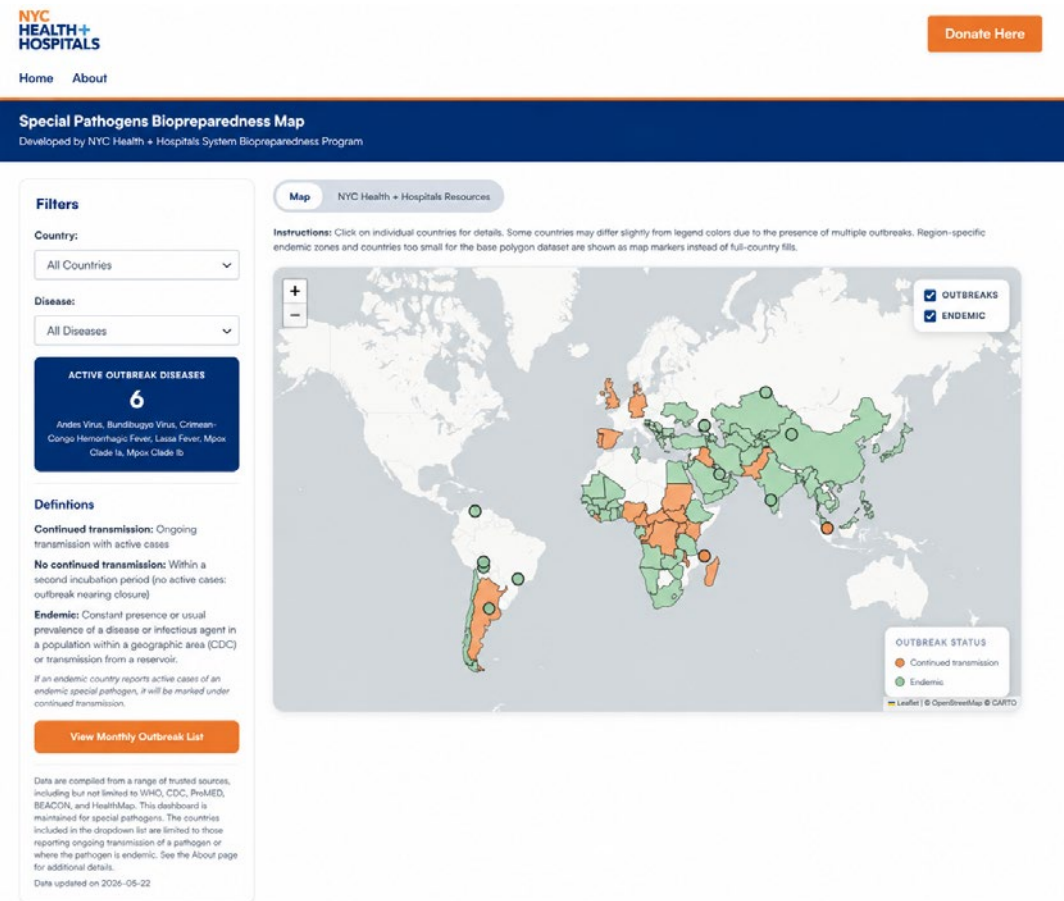 NYC
HEALTH+
HOSPITALS
Donate Here
Home About
Special Pathogens Biopreparedness Map
Developed by NYC Health + Hospitals System Biopreparedness Program
Filters
Country:
All Countries
Disease:
All Diseases
ACTIVE OUTBREAK DISEASES
6
Andes Virus, Bundibugyo Virus, Crimean-
Congo Hemorrhagic Fever, Lassa Fever, Mpox
Clade Ia, Mpox Clade Ib
Defintions
Continued transmission: Ongoing
transmission with active cases
No continued transmission: Within a
second incubation period (no active cases:
outbreak nearing closure)
Endemic: Constant presence or usual
prevalence of a disease or infectious agent in
a population within a geographic area (CDC)
or transmission from a reservoir.
If an endemic country reports active cases of an
endemic special pathogen, it will be marked under
continued transmission.
View Monthly Outbreak List
Data are compiled from a range of trusted sources,
including but not limited to WHO, CDC, ProMED,
BEACON, and HealthMap. This dashboard is
maintained for special pathogens. The countries
included in the dropdown list are limited to those
reporting ongoing transmission of a pathogen or
where the pathogen is endemic. See the About page
for additional details.
Data updated on 2026-05-22
Map NYC Health + Hospitals Resources
Instructions: Click on individual countries for details. Some countries may differ slightly from legend colors due to the presence of multiple outbreaks. Region-specific
endemic zones and countries too small for the base polygon dataset are shown as map markers instead of full-country fills.
+
−
OUTBREAKS
ENDEMIC
OUTBREAK STATUS
Continued transmission
Endemic
Leaflet | © OpenStreetMap © CARTO